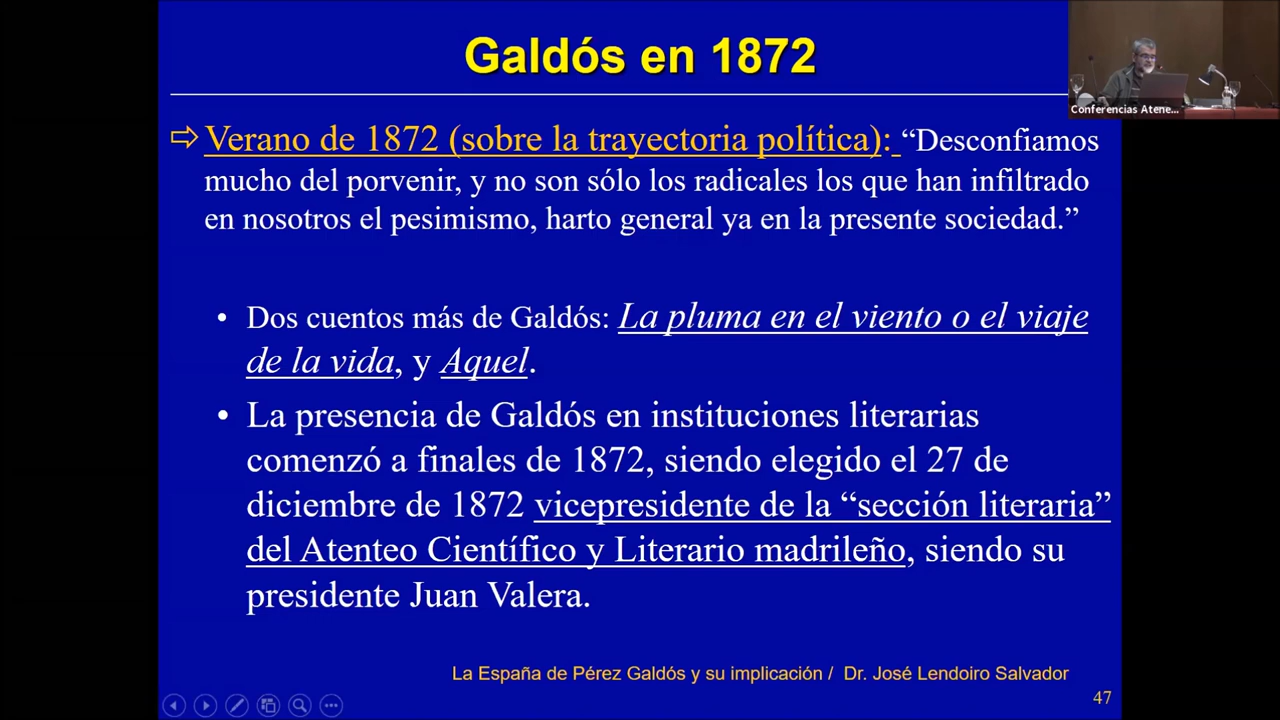 Galdós en 1872
Conferencias Atene...
⇨ Verano de 1872 (sobre la trayectoria política): “Desconfiamos
mucho del porvenir, y no son sólo los radicales los que han infiltrado
en nosotros el pesimismo, harto general ya en la presente sociedad.”
• Dos cuentos más de Galdós: La pluma en el viento o el viaje
de la vida, y Aquel.
• La presencia de Galdós en instituciones literarias
comenzó a finales de 1872, siendo elegido el 27 de
diciembre de 1872 vicepresidente de la “sección literaria”
del Atenteo Científico y Literario madrileño, siendo su
presidente Juan Valera.
La España de Pérez Galdós y su implicación / Dr. José Lendoiro Salvador
47